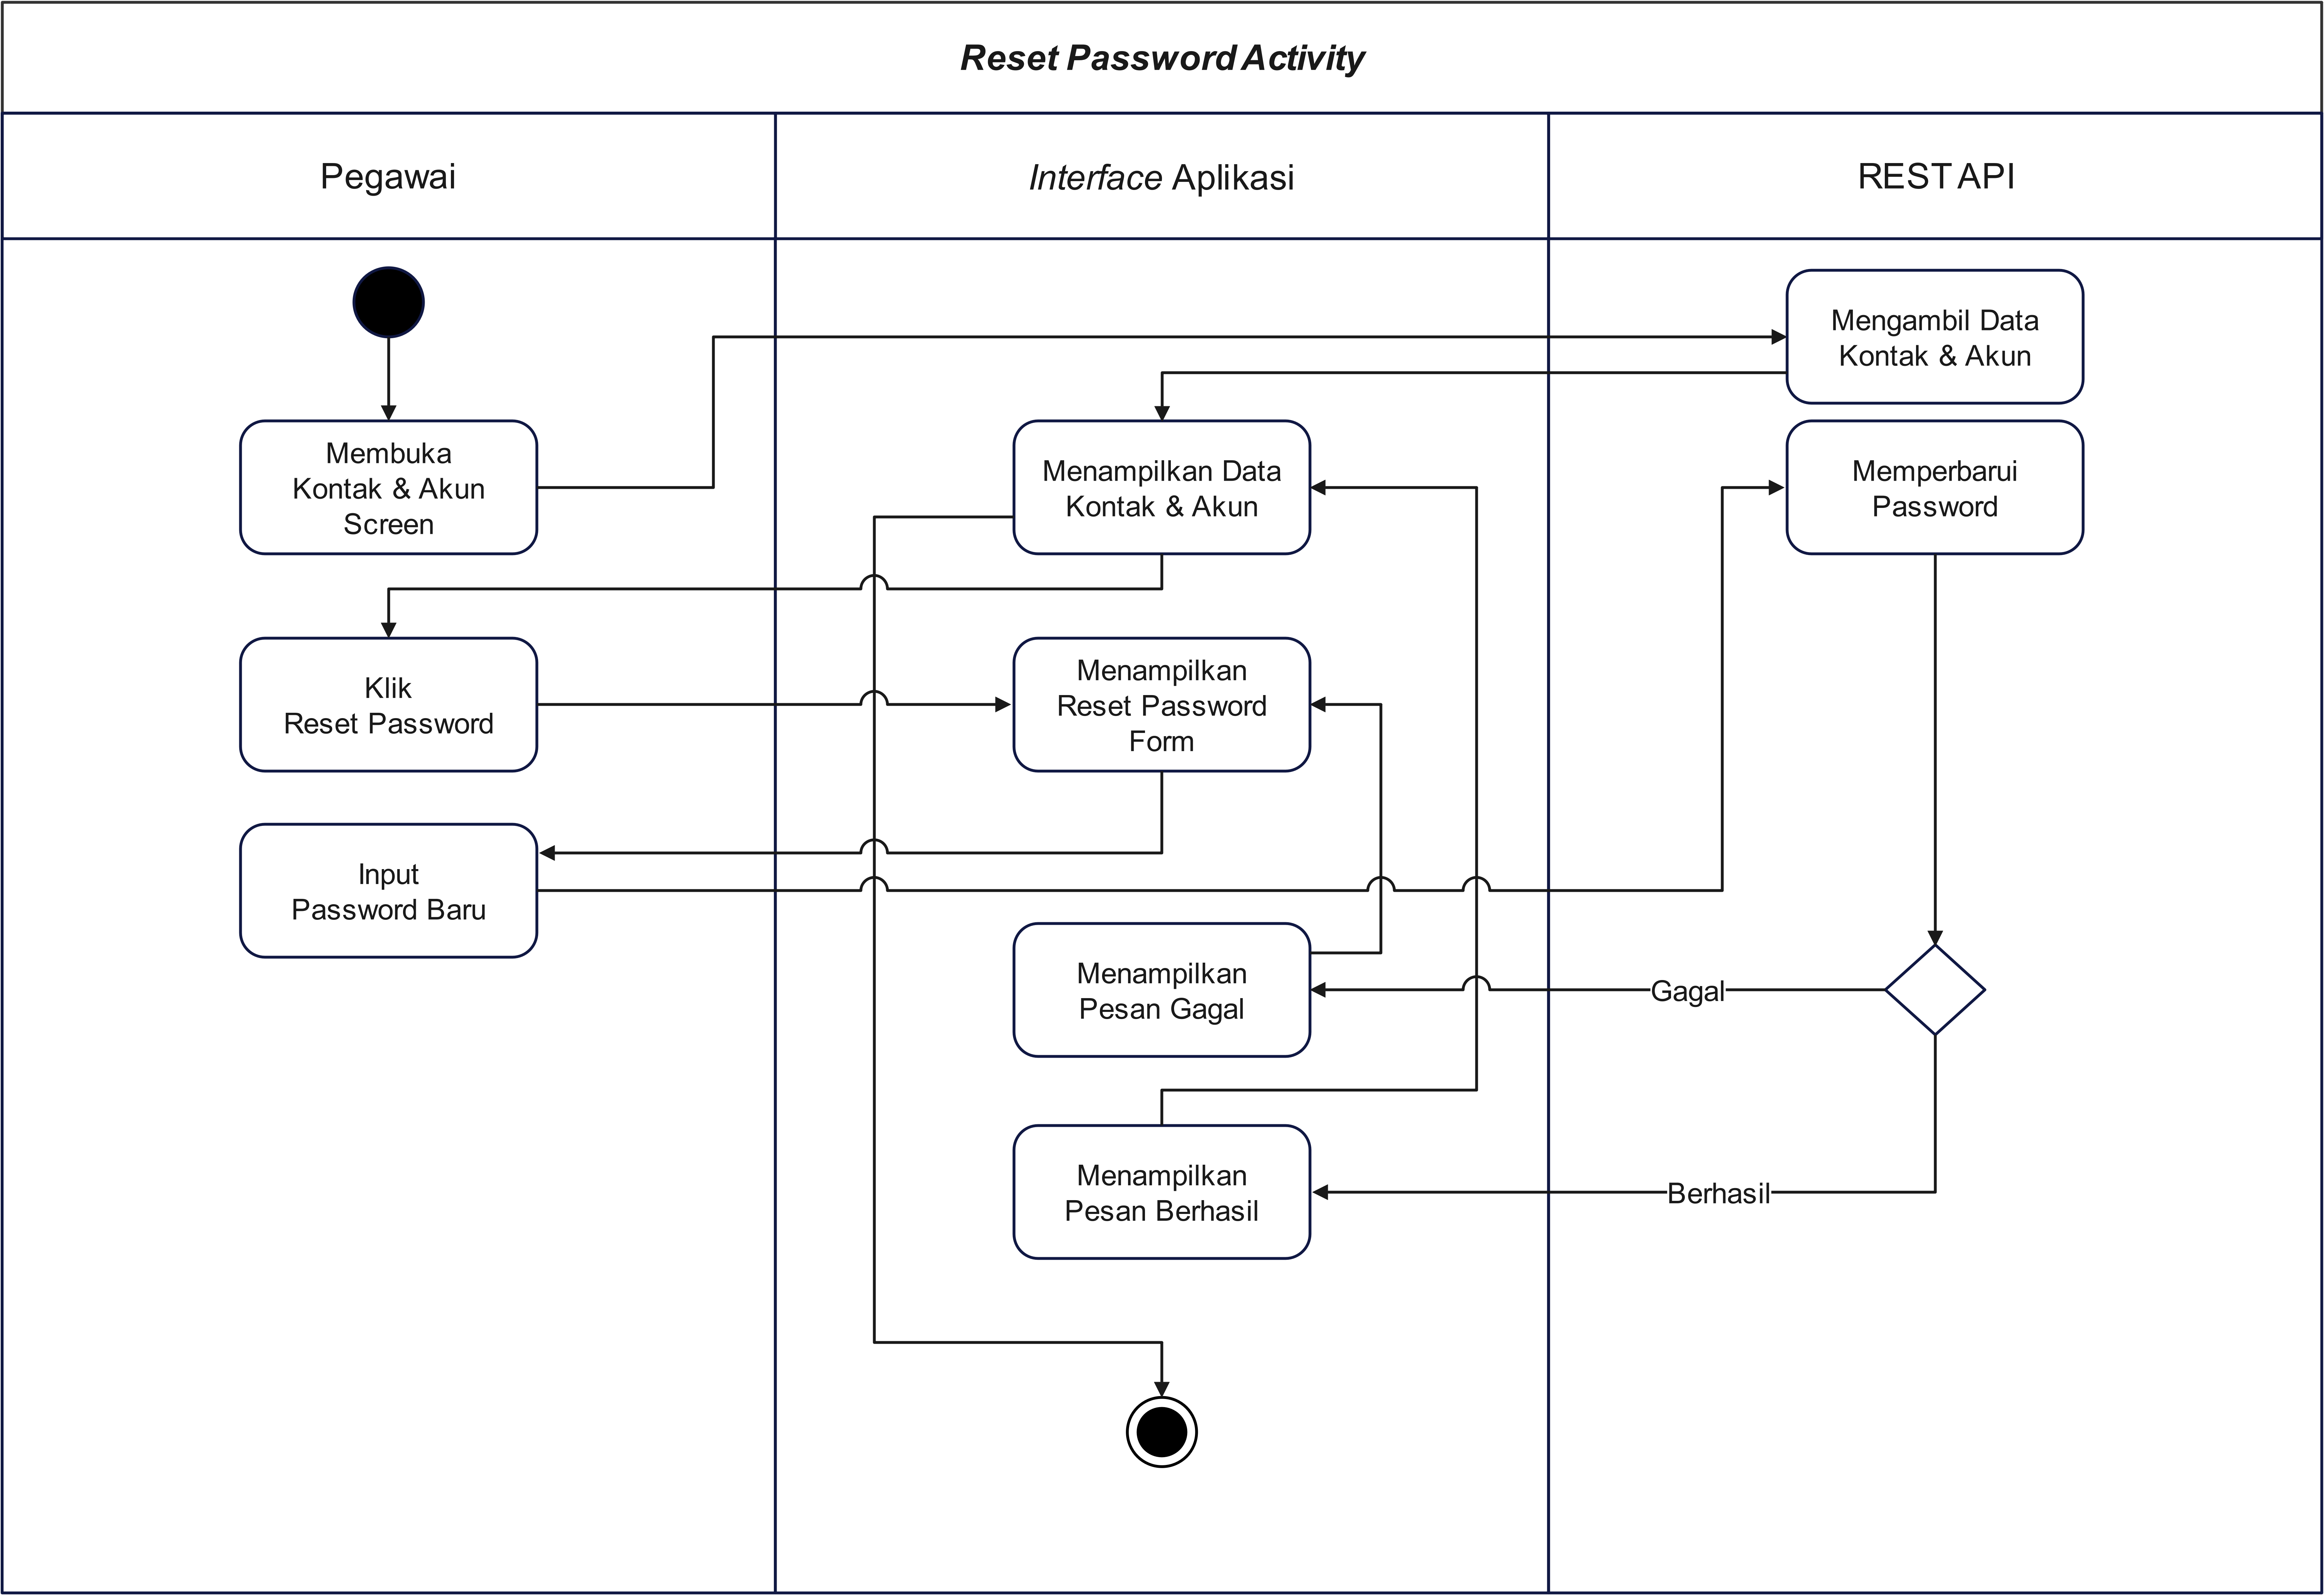 Reset Password Activity
Pegawai
Interface Aplikasi
REST API
Mengambil Data
Kontak & Akun
Membuka
Kontak & Akun
Screen
Menampilkan Data
Kontak & Akun
Memperbarui
Password
Klik
Reset Password
Menampilkan
Reset Password
Form
Input
Password Baru
Menampilkan
Pesan Gagal
Gagal
Menampilkan
Pesan Berhasil
Berhasil